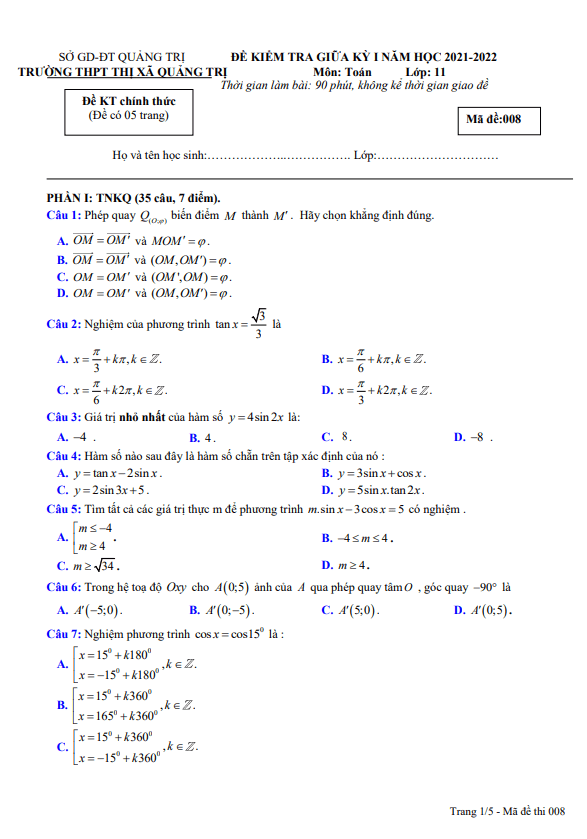 SỞ GD-ĐT QUẢNG TRỊ
TRƯỜNG THPT THỊ XÃ QUẢNG TRỊ
ĐỀ KIỂM TRA GIỮA KỲ I NĂM HỌC 2021-2022
Môn: Toán Lớp: 11
Thời gian làm bài: 90 phút, không kể thời gian giao đề
Đề KT chính thức
(Đề có 05 trang)
Mã đề:008
Họ và tên học sinh:………………..……………. Lớp:…………………………
PHẦN I: TNKQ (35 câu, 7 điểm).
Câu 1: Phép quay $Q_{(O;\varphi)}$ biến điểm $M$ thành $M'$. Hãy chọn khẳng định đúng.
A. $\overrightarrow{OM} = \overrightarrow{OM'}$ và $MOM' = \varphi$.
B. $\overrightarrow{OM} = \overrightarrow{OM'}$ và $(OM, OM') = \varphi$.
C. $OM = OM'$ và $(OM', OM) = \varphi$.
D. $OM = OM'$ và $(OM, OM') = \varphi$.
Câu 2: Nghiệm của phương trình $\tan x = \frac{\sqrt{3}}{3}$ là
A. $x = \frac{\pi}{3} + k\pi, k \in \mathbb{Z}$. B. $x = \frac{\pi}{6} + k\pi, k \in \mathbb{Z}$.
C. $x = \frac{\pi}{6} + k2\pi, k \in \mathbb{Z}$. D. $x = \frac{\pi}{3} + k2\pi, k \in \mathbb{Z}$.
Câu 3: Giá trị nhỏ nhất của hàm số $y = 4\sin 2x$ là:
A. −4 . B. 4 . C. 8 . D. −8 .
Câu 4: Hàm số nào sau đây là hàm số chẵn trên tập xác định của nó :
A. $y = \tan x - 2\sin x$. B. $y = 3\sin x + \cos x$.
C. $y = 2\sin 3x + 5$. D. $y = 5\sin x.\tan 2x$.
Câu 5: Tìm tất cả các giá trị thực m để phương trình $m.\sin x - 3\cos x = 5$ có nghiệm .
A. $\left[\begin{array}{l} m \leq -4 \\ m \geq 4 \end{array}\right.$. B. $-4 \leq m \leq 4$.
C. $m \geq \sqrt{34}$. D. $m \geq 4$.
Câu 6: Trong hệ toạ độ $Oxy$ cho $A(0;5)$ ảnh của $A$ qua phép quay tâm $O$ , góc quay $-90°$ là
A. $A'(-5;0)$. B. $A'(0;-5)$. C. $A'(5;0)$. D. $A'(0;5)$.
Câu 7: Nghiệm phương trình $\cos x = \cos 15^0$ là :
A. $\left[\begin{array}{l} x = 15^0 + k180^0 \\ x = -15^0 + k180^0 \end{array}\right., k \in \mathbb{Z}$.
B. $\left[\begin{array}{l} x = 15^0 + k360^0 \\ x = 165^0 + k360^0 \end{array}\right., k \in \mathbb{Z}$.
C. $\left[\begin{array}{l} x = 15^0 + k360^0 \\ x = -15^0 + k360^0 \end{array}\right., k \in \mathbb{Z}$.
Trang 1/5 - Mã đề thi 008